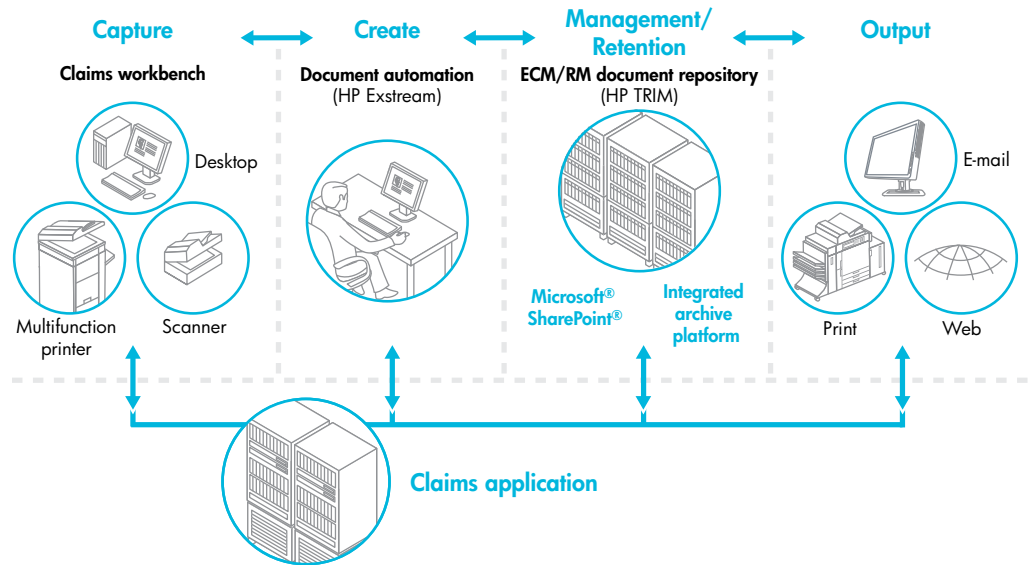 Capture
Create
Management/
Retention
Output
Claims workbench
Document automation
(HP Exstream)
ECM/RM document repository
(HP TRIM)
Desktop
Multifunction
printer
Scanner
Microsoft®
SharePoint®
Integrated
archive
platform
E-mail
Print
Web
Claims application